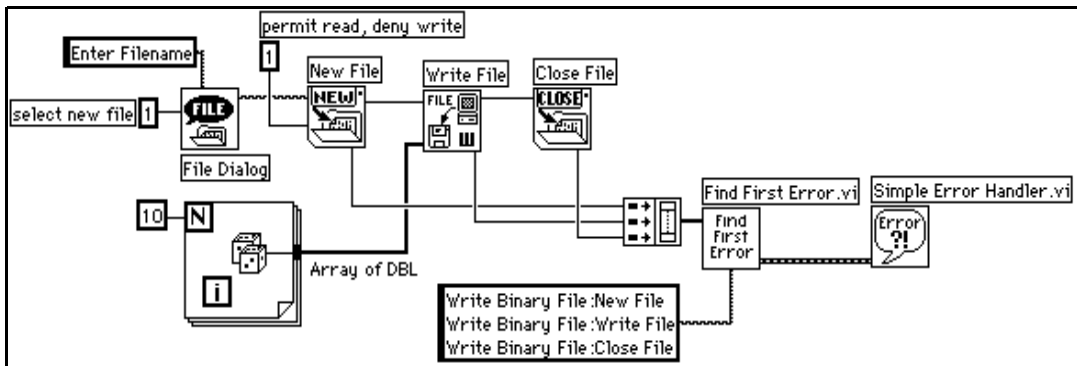 permit read, deny write
Enter Filename
1
New File
Write File
Close File
select new file
1
FILE
NEW
FILE
W
CLOSE
File Dialog
Find First Error.vi
Simple Error Handler.vi
10
N
Find
First
Error
Error
?!
Array of DBL
i
Write Binary File:New File
Write Binary File:Write File
Write Binary File:Close File